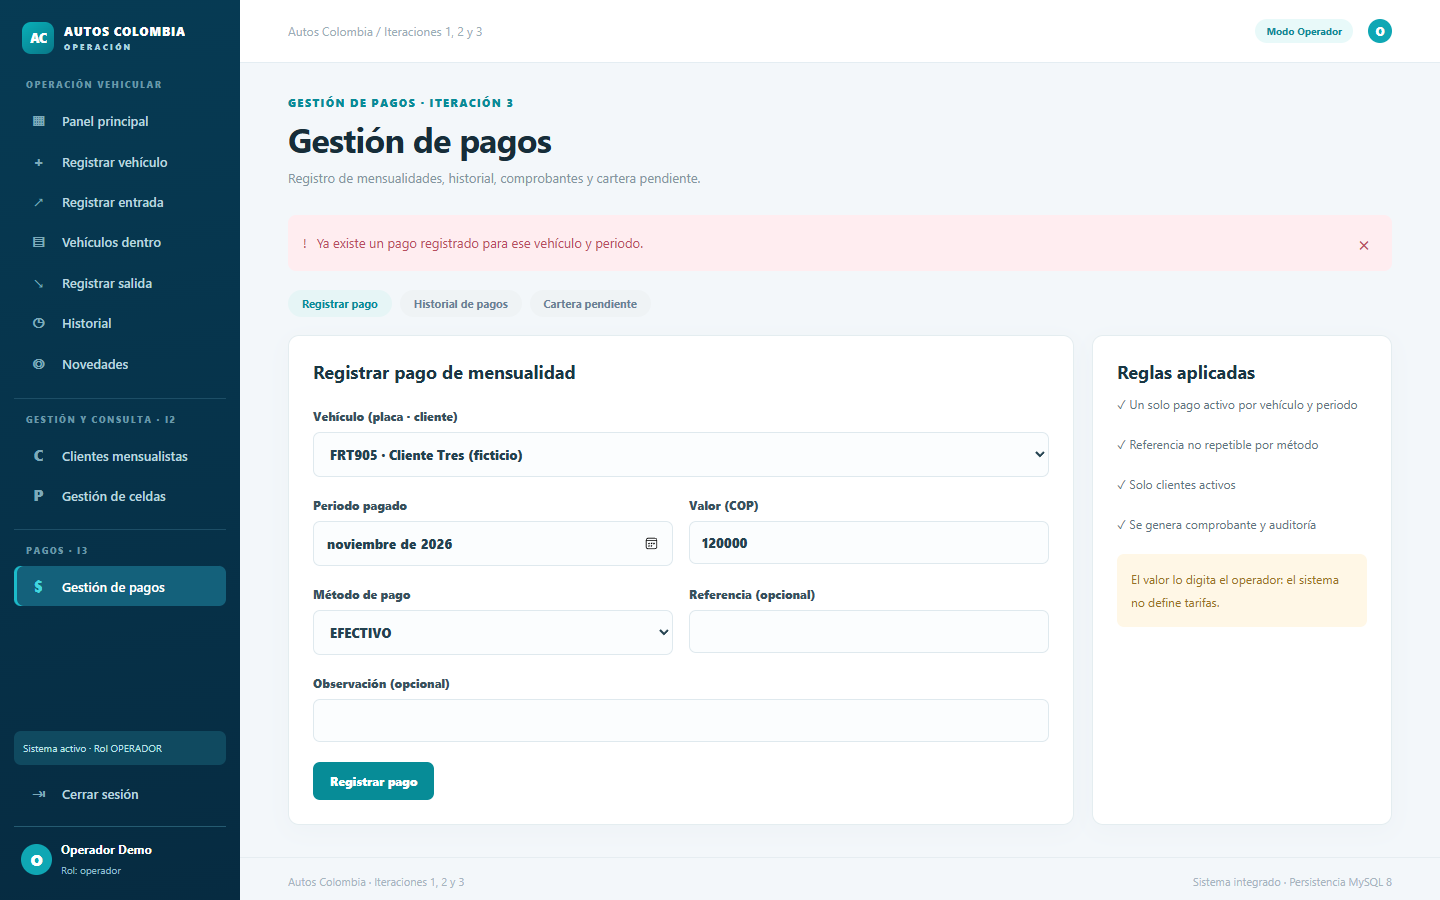 AC
AUTOS COLOMBIA
OPERACIÓN
OPERACIÓN VEHICULAR
Panel principal
+ Registrar vehículo
↗ Registrar entrada
Vehículos dentro
↘ Registrar salida
Historial
Novedades
GESTIÓN Y CONSULTA · I2
C Clientes mensualistas
P Gestión de celdas
PAGOS · I3
$ Gestión de pagos
Sistema activo · Rol OPERADOR
Cerrar sesión
O
Operador Demo
Rol: operador
Autos Colombia / Iteraciones 1, 2 y 3
Modo Operador
O
GESTIÓN DE PAGOS · ITERACIÓN 3
Gestión de pagos
Registro de mensualidades, historial, comprobantes y cartera pendiente.
! Ya existe un pago registrado para ese vehículo y periodo. ×
Registrar pago Historial de pagos Cartera pendiente
Registrar pago de mensualidad
Vehículo (placa · cliente)
FRT905 · Cliente Tres (ficticio)
Periodo pagado
noviembre de 2026
Valor (COP)
120000
Método de pago
EFECTIVO
Referencia (opcional)
Observación (opcional)
Registrar pago
Reglas aplicadas
✓ Un solo pago activo por vehículo y periodo
✓ Referencia no repetible por método
✓ Solo clientes activos
✓ Se genera comprobante y auditoría
El valor lo digita el operador: el sistema
no define tarifas.
Autos Colombia · Iteraciones 1, 2 y 3
Sistema integrado · Persistencia MySQL 8